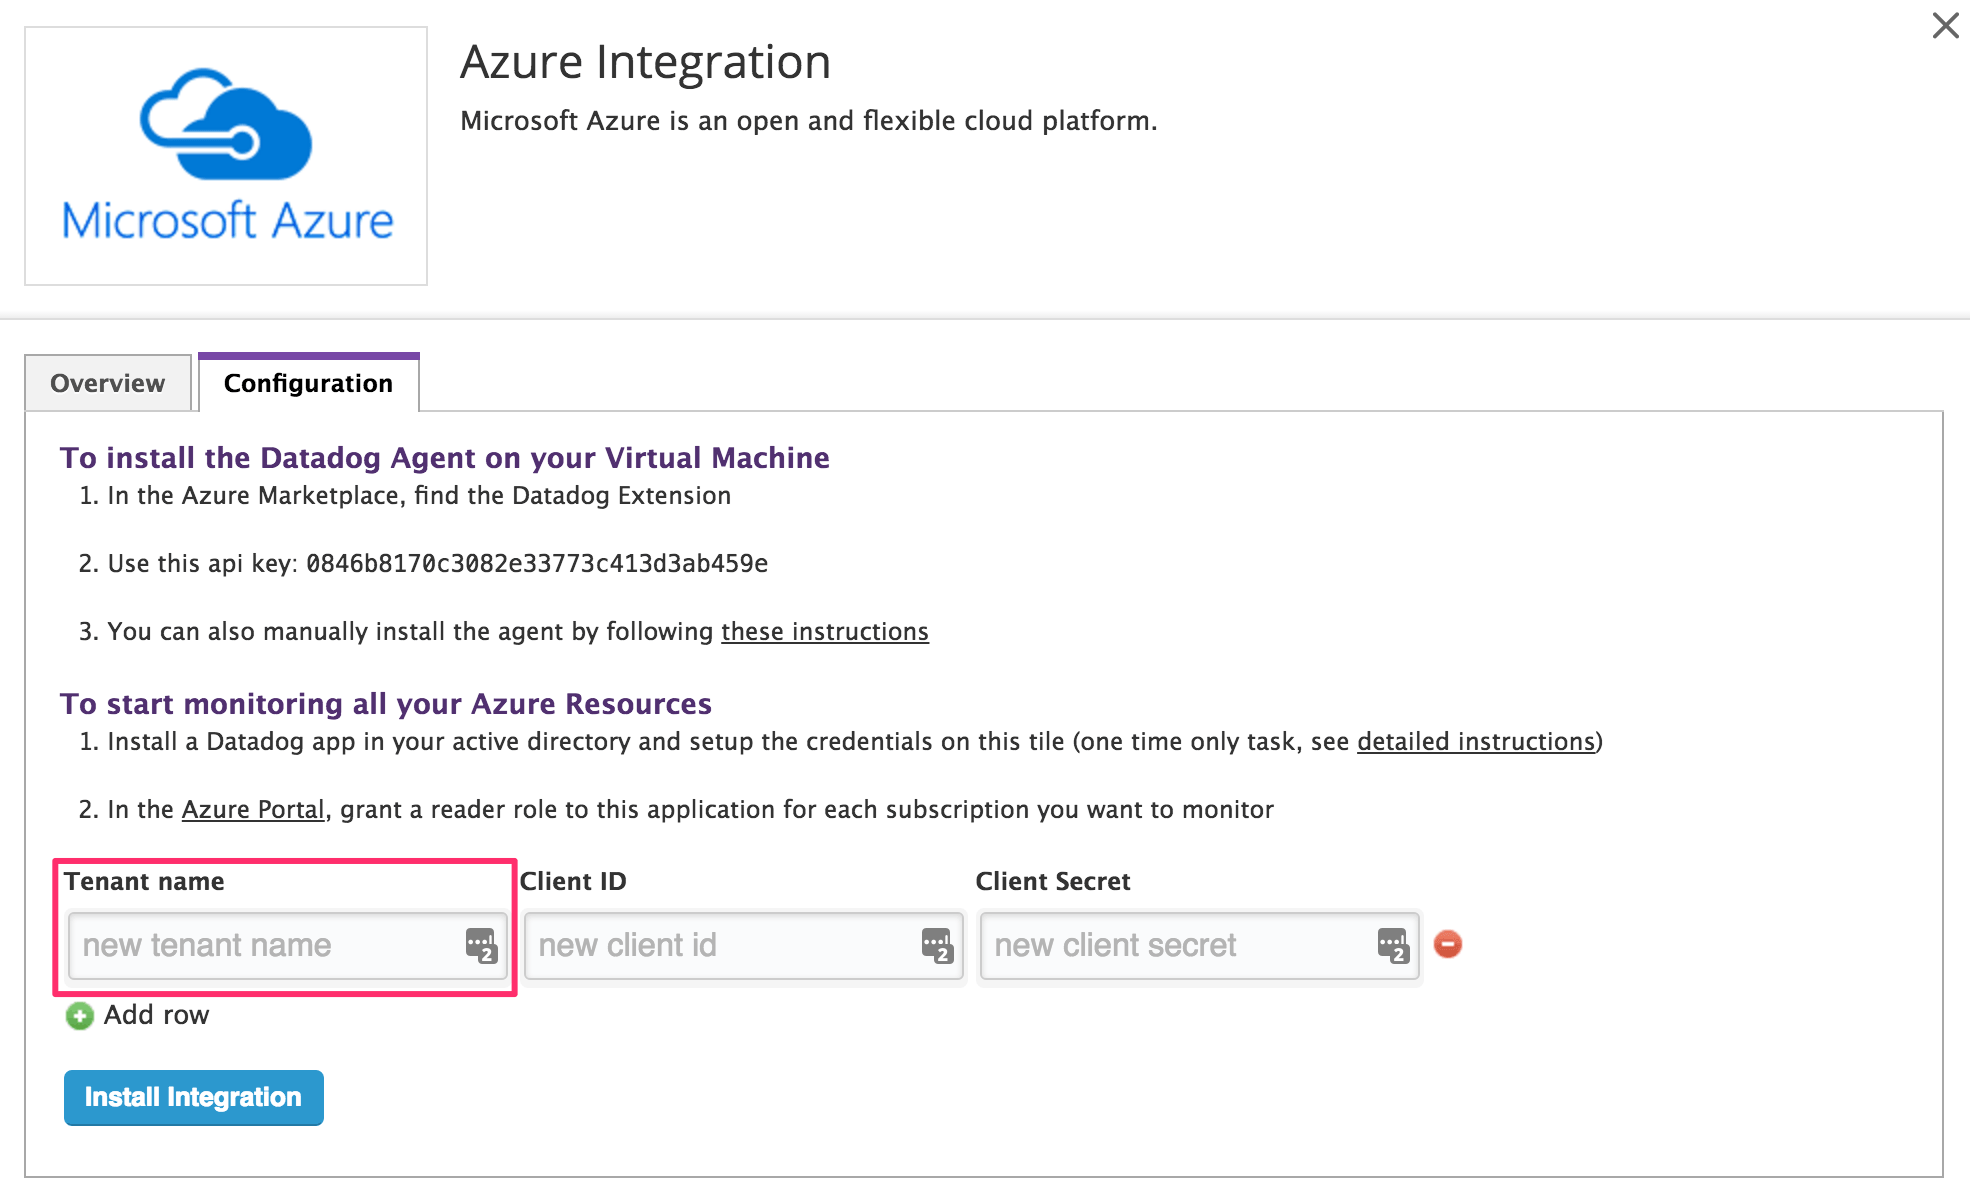 Microsoft Azure
Azure Integration
Microsoft Azure is an open and flexible cloud platform.
Overview
Configuration
To install the Datadog Agent on your Virtual Machine
1. In the Azure Marketplace, find the Datadog Extension
2. Use this api key: 0846b8170c3082e33773c413d3ab459e
3. You can also manually install the agent by following these instructions
To start monitoring all your Azure Resources
1. Install a Datadog app in your active directory and setup the credentials on this tile (one time only task, see detailed instructions)
2. In the Azure Portal, grant a reader role to this application for each subscription you want to monitor
Tenant name
Client ID
Client Secret
new tenant name
2
new client id
2
new client secret
2
Add row
Install Integration